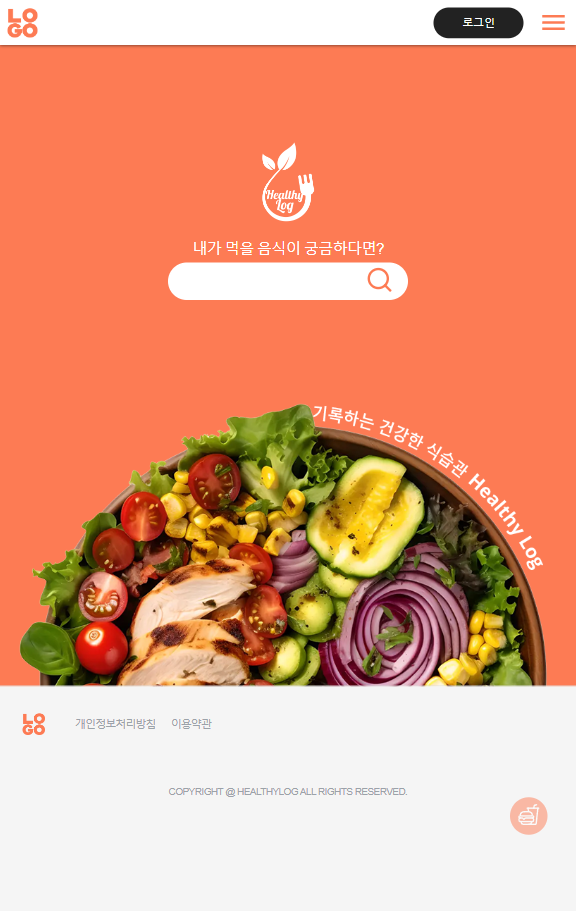 LO
GO
로그인
Healthy
Log
내가 먹을 음식이 궁금하다면?
기록하는 건강한 식습관 Healthy Log
LO
GO
개인정보처리방침 이용약관
COPYRIGHT @ HEALTHYLOG ALL RIGHTS RESERVED.